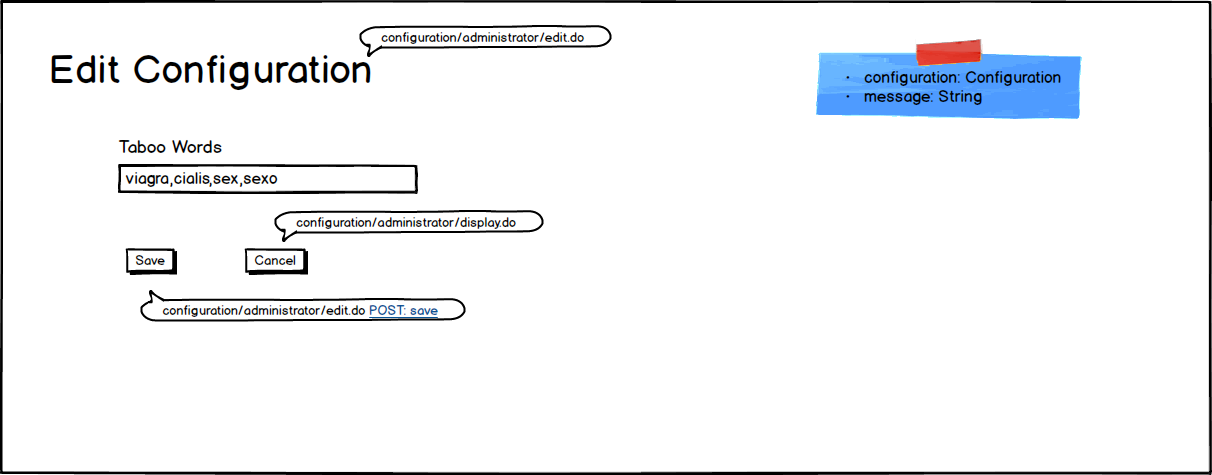 configuration/administrator/edit.do
Edit Configuration
• configuration: Configuration
• message: String
Taboo Words
viagra,cialis,sex,sexo
configuration/administrator/display.do
Save
Cancel
configuration/administrator/edit.do POST: save